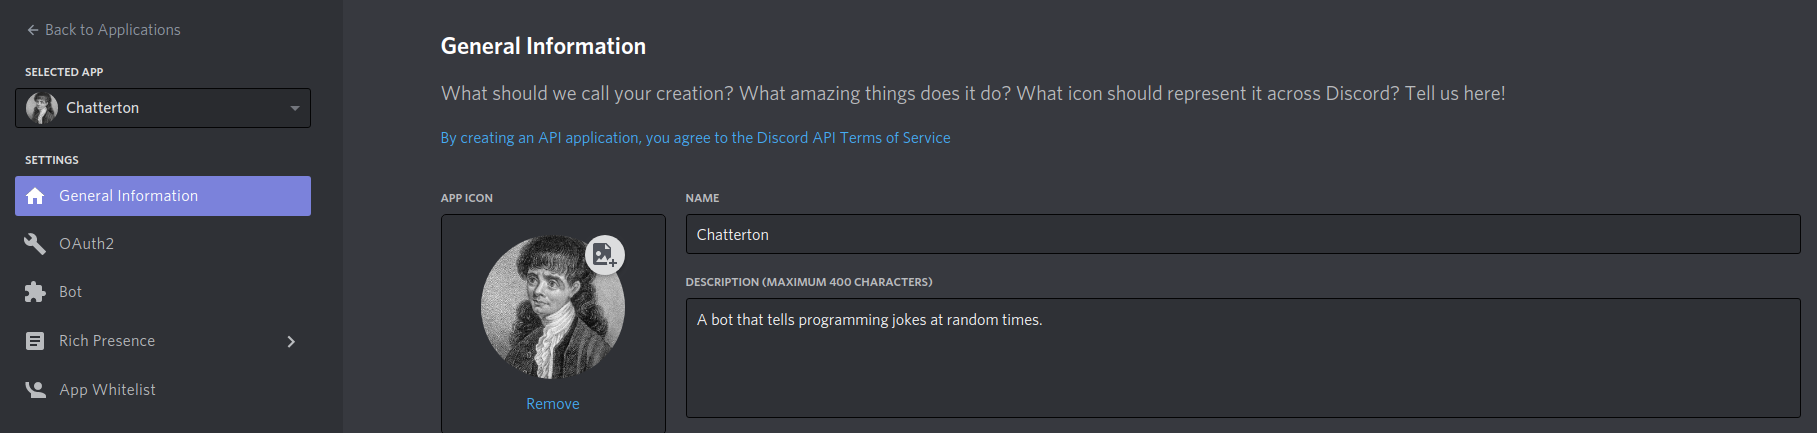 Back to Applications
SELECTED APP
Chatterton
SETTINGS
General Information
OAuth2
Bot
Rich Presence
App Whitelist
General Information
What should we call your creation? What amazing things does it do? What icon should represent it across Discord? Tell us here!
By creating an API application, you agree to the Discord API Terms of Service
APP ICON
Remove
NAME
Chatterton
DESCRIPTION (MAXIMUM 400 CHARACTERS)
A bot that tells programming jokes at random times.